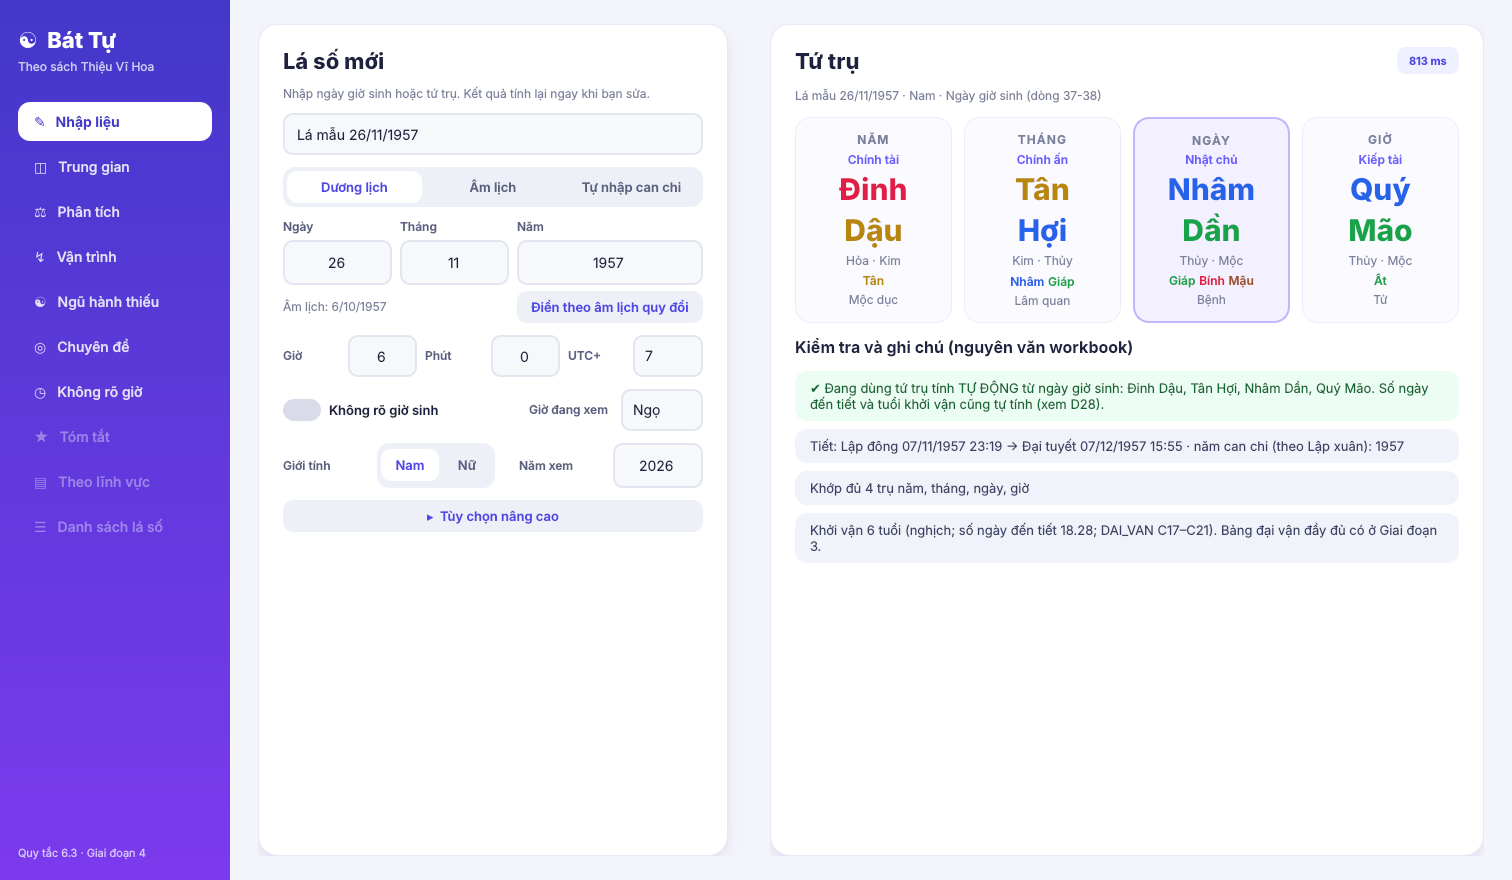 ☯ Bát Tự
Theo sách Thiệu Vĩ Hoa
✎ Nhập liệu
◫ Trung gian
⚖ Phân tích
↯ Vận trình
☯ Ngũ hành thiếu
◎ Chuyên đề
◷ Không rõ giờ
★ Tóm tắt
▤ Theo lĩnh vực
☰ Danh sách lá số
Quy tắc 6.3 · Giai đoạn 4
Lá số mới
Nhập ngày giờ sinh hoặc tứ trụ. Kết quả tính lại ngay khi bạn sửa.
Lá mẫu 26/11/1957
Dương lịch Âm lịch Tự nhập can chi
Ngày Tháng Năm
26 11 1957
Âm lịch: 6/10/1957 Điền theo âm lịch quy đổi
Giờ 6 Phút 0 UTC+ 7
Không rõ giờ sinh Giờ đang xem Ngọ
Giới tính Nam Nữ Năm xem 2026
▸ Tùy chọn nâng cao
Tứ trụ 813 ms
Lá mẫu 26/11/1957 · Nam · Ngày giờ sinh (dòng 37-38)
NĂM THÁNG NGÀY GIỜ
Chính tài Chính ấn Nhật chủ Kiếp tài
Đinh Tân Nhâm Quý
Dậu Hợi Dần Mão
Hỏa · Kim Kim · Thủy Thủy · Mộc Thủy · Mộc
Tân Nhâm Giáp Giáp Bính Mậu Ất
Mộc dục Lâm quan Bệnh Tử
Kiểm tra và ghi chú (nguyên văn workbook)
✔ Đang dùng tứ trụ tính TỰ ĐỘNG từ ngày giờ sinh: Đinh Dậu, Tân Hợi, Nhâm Dần, Quý Mão. Số ngày
đến tiết và tuổi khởi vận cũng tự tính (xem D28).
Tiết: Lập đông 07/11/1957 23:19 → Đại tuyết 07/12/1957 15:55 · năm can chi (theo Lập xuân): 1957
Khớp đủ 4 trụ năm, tháng, ngày, giờ
Khởi vận 6 tuổi (nghịch; số ngày đến tiết 18.28; DAI_VAN C17–C21). Bảng đại vận đầy đủ có ở Giai đoạn
3.